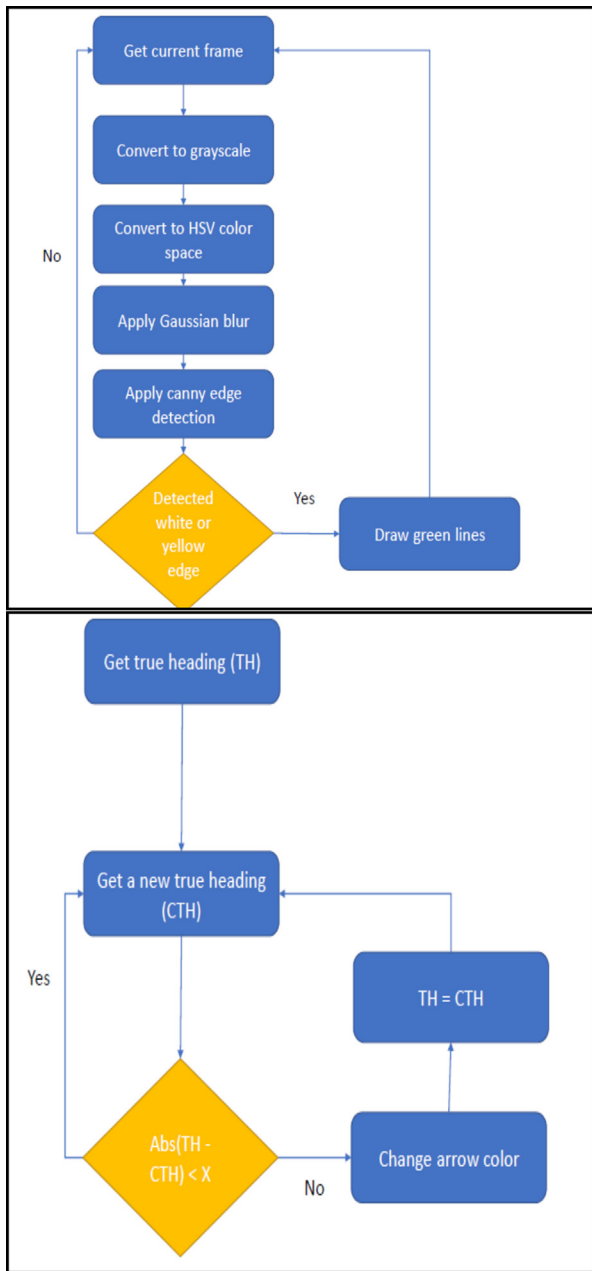 Get current frame
Convert to grayscale
Convert to HSV color
space
No
Apply Gaussian blur
Apply canny edge
detection
Detected
white or
yellow
edge
Yes
Draw green lines
Get true heading (TH)
Get a new true heading
(CTH)
Yes
TH = CTH
Abs(TH -
CTH) < X
No
Change arrow color